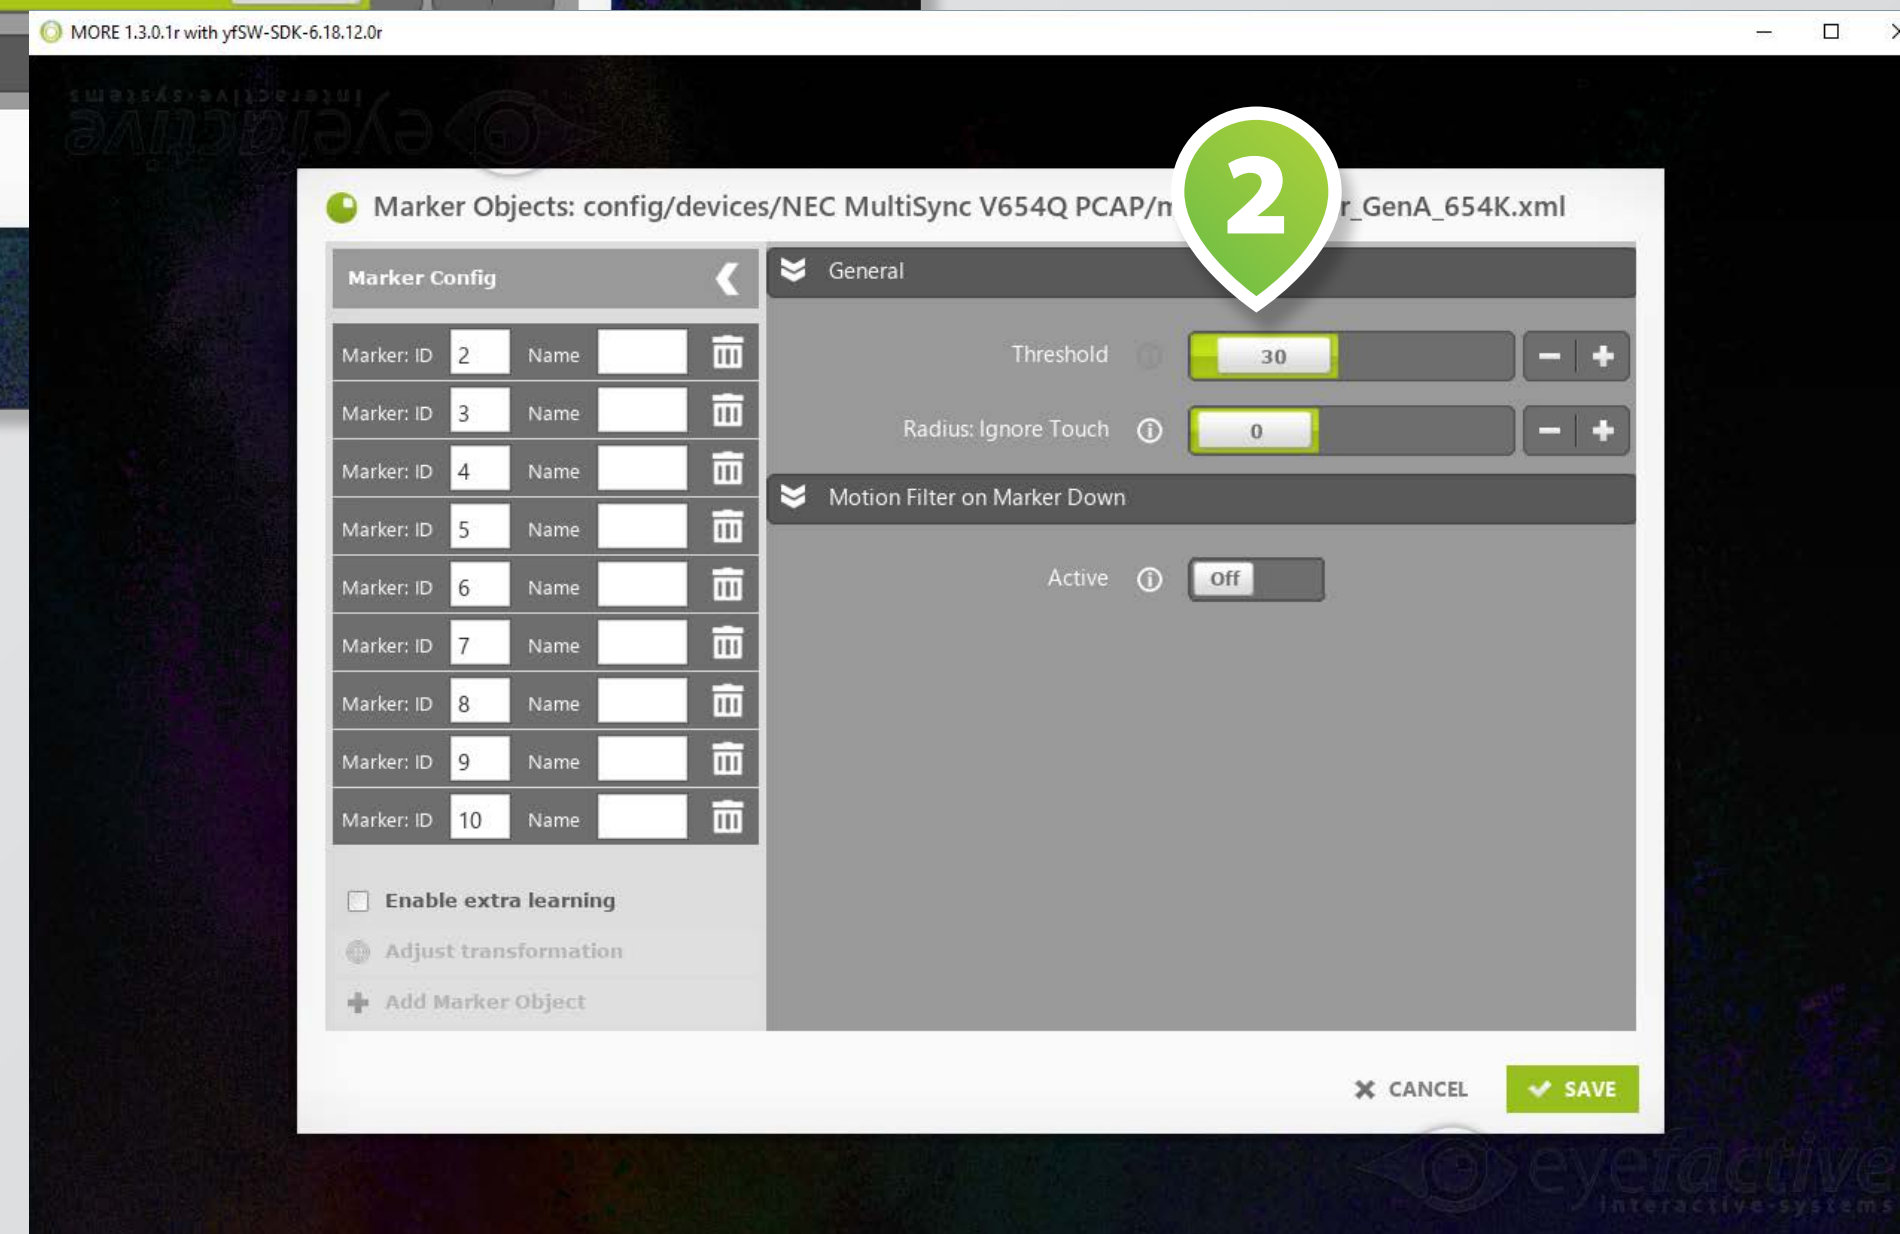 MORE 1.3.0.1r with yfSW-SDK-6.18.12.0r
interactive-systems
eyefactive
2
Marker Objects: config/devices/NEC MultiSync V654Q PCAP/m r_GenA_654K.xml
Marker Config
General
Marker: ID 2 Name
Threshold 30
Marker: ID 3 Name
Radius: Ignore Touch 0
Marker: ID 4 Name
Motion Filter on Marker Down
Marker: ID 5 Name
Marker: ID 6 Name
Active Off
Marker: ID 7 Name
Marker: ID 8 Name
Marker: ID 9 Name
Marker: ID 10 Name
Enable extra learning
Adjust transformation
Add Marker Object
CANCEL SAVE
eyefactive
interactive-systems